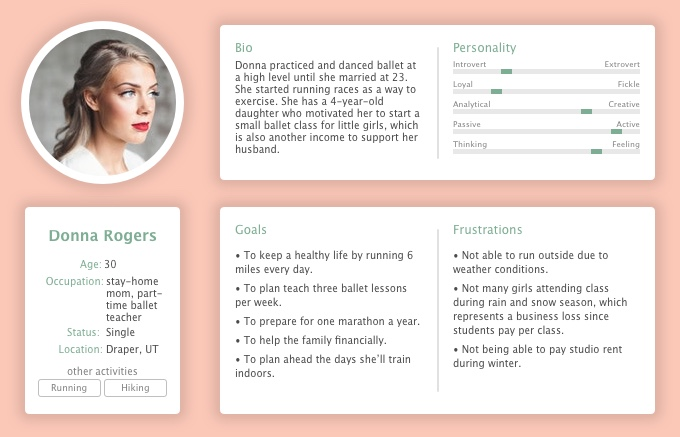 Bio
Donna practiced and danced ballet at
a high level until she married at 23.
She started running races as a way to
exercise. She has a 4-year-old
daughter who motivated her to start a
small ballet class for little girls, which
is also another income to support her
husband.
Personality
Introvert Extrovert
Loyal Fickle
Analytical Creative
Passive Active
Thinking Feeling
Donna Rogers
Age: 30
Occupation: stay-home
mom, part-
time ballet
teacher
Status: Single
Location: Draper, UT
other activities
Running Hiking
Goals
• To keep a healthy life by running 6
miles every day.
• To plan teach three ballet lessons
per week.
• To prepare for one marathon a year.
• To help the family financially.
• To plan ahead the days she'll train
indoors.
Frustrations
• Not able to run outside due to
weather conditions.
• Not many girls attending class
during rain and snow season, which
represents a business loss since
students pay per class.
• Not being able to pay studio rent
during winter.